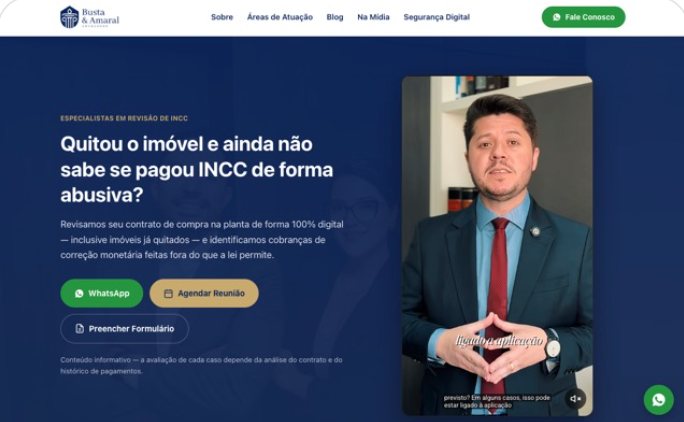 Busta
& Amaral
Sobre
Áreas de Atuação
Blog
Na Mídia
Segurança Digital
Fale Conosco
ESPECIALISTAS EM REVISÃO DE INCC
Quitou o imóvel e ainda não
sabe se pagou INCC de forma
abusiva?
Revisamos seu contrato de compra na planta de forma 100% digital
— inclusive imóveis já quitados — e identificamos cobranças de
correção monetária feitas fora do que a lei permite.
WhatsApp
Agendar Reunião
Preencher Formulário
Conteúdo informativo — a avaliação de cada caso depende da análise do contrato e do
histórico de pagamentos.
ligado a aplicação
previsto? Em alguns casos, isso pode
estar ligado à aplicação